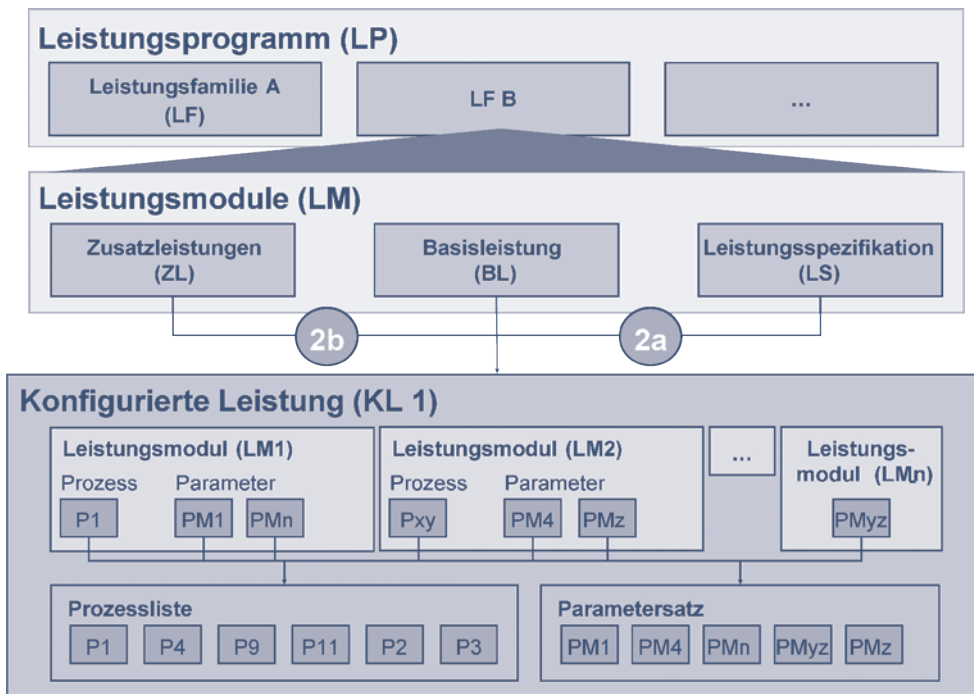 Leistungsprogramm (LP)
Leistungsfamilie A
(LF)
LF B
...
Leistungsmodule (LM)
Zusatzleistungen
(ZL)
Basisleistung
(BL)
Leistungsspezifikation
(LS)
2b
2a
Konfigurierte Leistung (KL 1)
Leistungsmodul (LM1)
Prozess
Parameter
P1
PM1
PMn
Leistungsmodul (LM2)
Prozess
Parameter
Pxy
PM4
PMz
...
Leistungs-
modul (LMn)
PMyz
Prozessliste
P1
P4
P9
P11
P2
P3
Parametersatz
PM1
PM4
PMn
PMyz
PMz